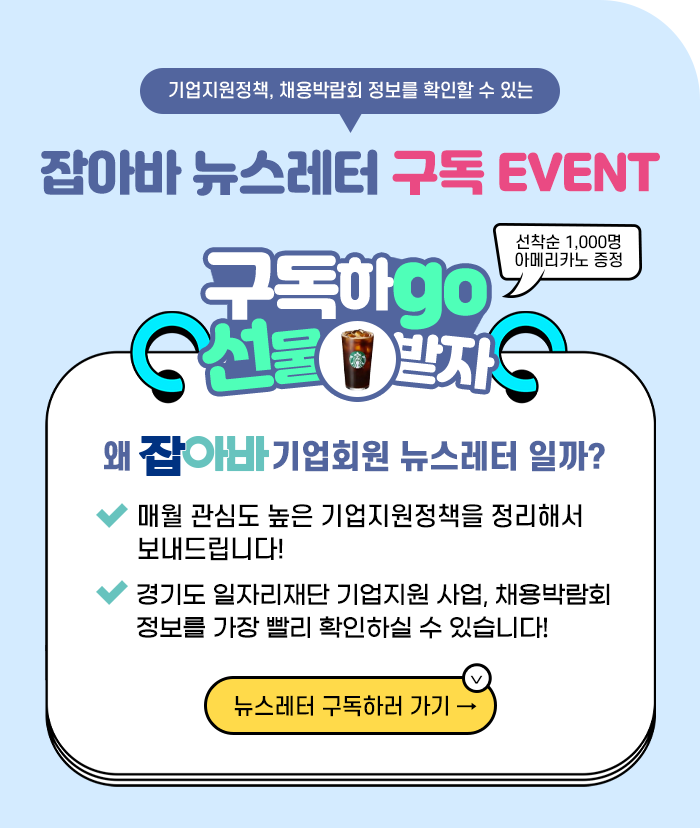 기업지원정책, 채용박람회 정보를 확인할 수 있는
잡아바 뉴스레터 구독 EVENT
선착순 1,000명
아메리카노 증정
구독하go
선물 받자
왜 잡아바 기업회원 뉴스레터 일까?
매월 관심도 높은 기업지원정책을 정리해서
보내드립니다!
경기도 일자리재단 기업지원 사업, 채용박람회
정보를 가장 빨리 확인하실 수 있습니다!
뉴스레터 구독하러 가기 →